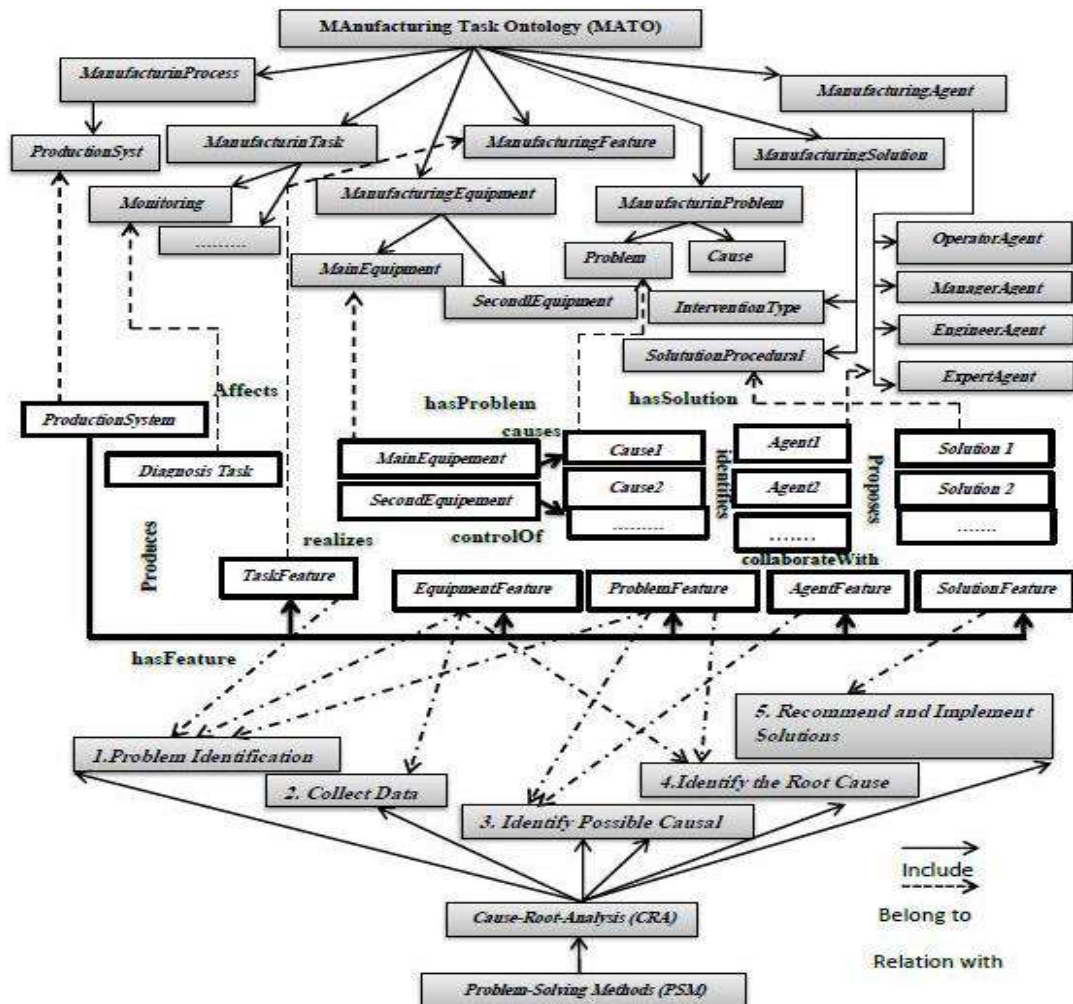 MAnufacturing Task Ontology (MATO)
ManufacturinProcess
ManufacturingAgent
ProductionSyst
ManufacturinTask
ManufacturingFeature
ManufacturingSolution
Monitoring
ManufacturingEquipment
ManufacturinProblem
..........
OperatorAgent
Problem
Cause
MainEquipment
ManagerAgent
SecondlEquipment
InterventionType
EngineerAgent
SolututionProcedural
ExpertAgent
Affects
hasProblem
hasSolution
ProductionSystem
causes
MainEquipement
Cause1
Agent1
Solution 1
Diagnosis Task
identifies
Proposes
SecondEquipement
Cause2
Agent2
Solution 2
.........
.......
.......
Produces
realizes
controlOf
collaborateWith
TaskFeature
EquipmentFeature
ProblemFeature
AgentFeature
SolutionFeature
hasFeature
5. Recommend and Implement
Solutions
1.Problem Identification
2. Collect Data
4.Identify the Root Cause
3. Identify Possible Causal
Include
Cause-Root-Analysis (CRA)
Belong to
Relation with
Problem-Solving Methods (PSM)